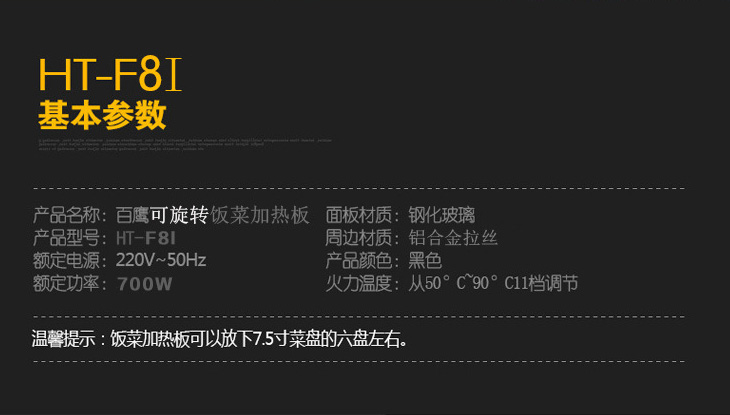 HT-F8I
基本参数
产品名称：百鹰可旋转饭菜加热板 面板材质：钢化玻璃
产品型号：HT-F8I 周边材质：铝合金拉丝
额定电源：220V~50Hz 产品颜色：黑色
额定功率：700W 火力温度：从50°C~90°C11档调节
温馨提示：饭菜加热板可以放下7.5寸菜盘的六盘左右。